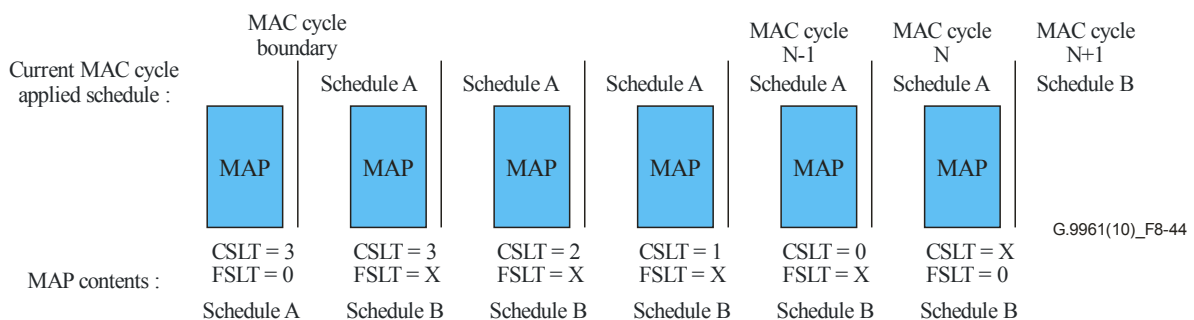 MAC cycle
boundary
MAC cycle
N-1
MAC cycle
N
MAC cycle
N+1
Current MAC cycle
applied schedule :
Schedule A
Schedule A
Schedule A
Schedule A
Schedule A
Schedule B
MAP
MAP
MAP
MAP
MAP
MAP
G.9961(10)_F8-44
MAP contents :
CSLT = 3
FSLT = 0
Schedule A
CSLT = 3
FSLT = X
Schedule B
CSLT = 2
FSLT = X
Schedule B
CSLT = 1
FSLT = X
Schedule B
CSLT = 0
FSLT = X
Schedule B
CSLT = X
FSLT = 0
Schedule B